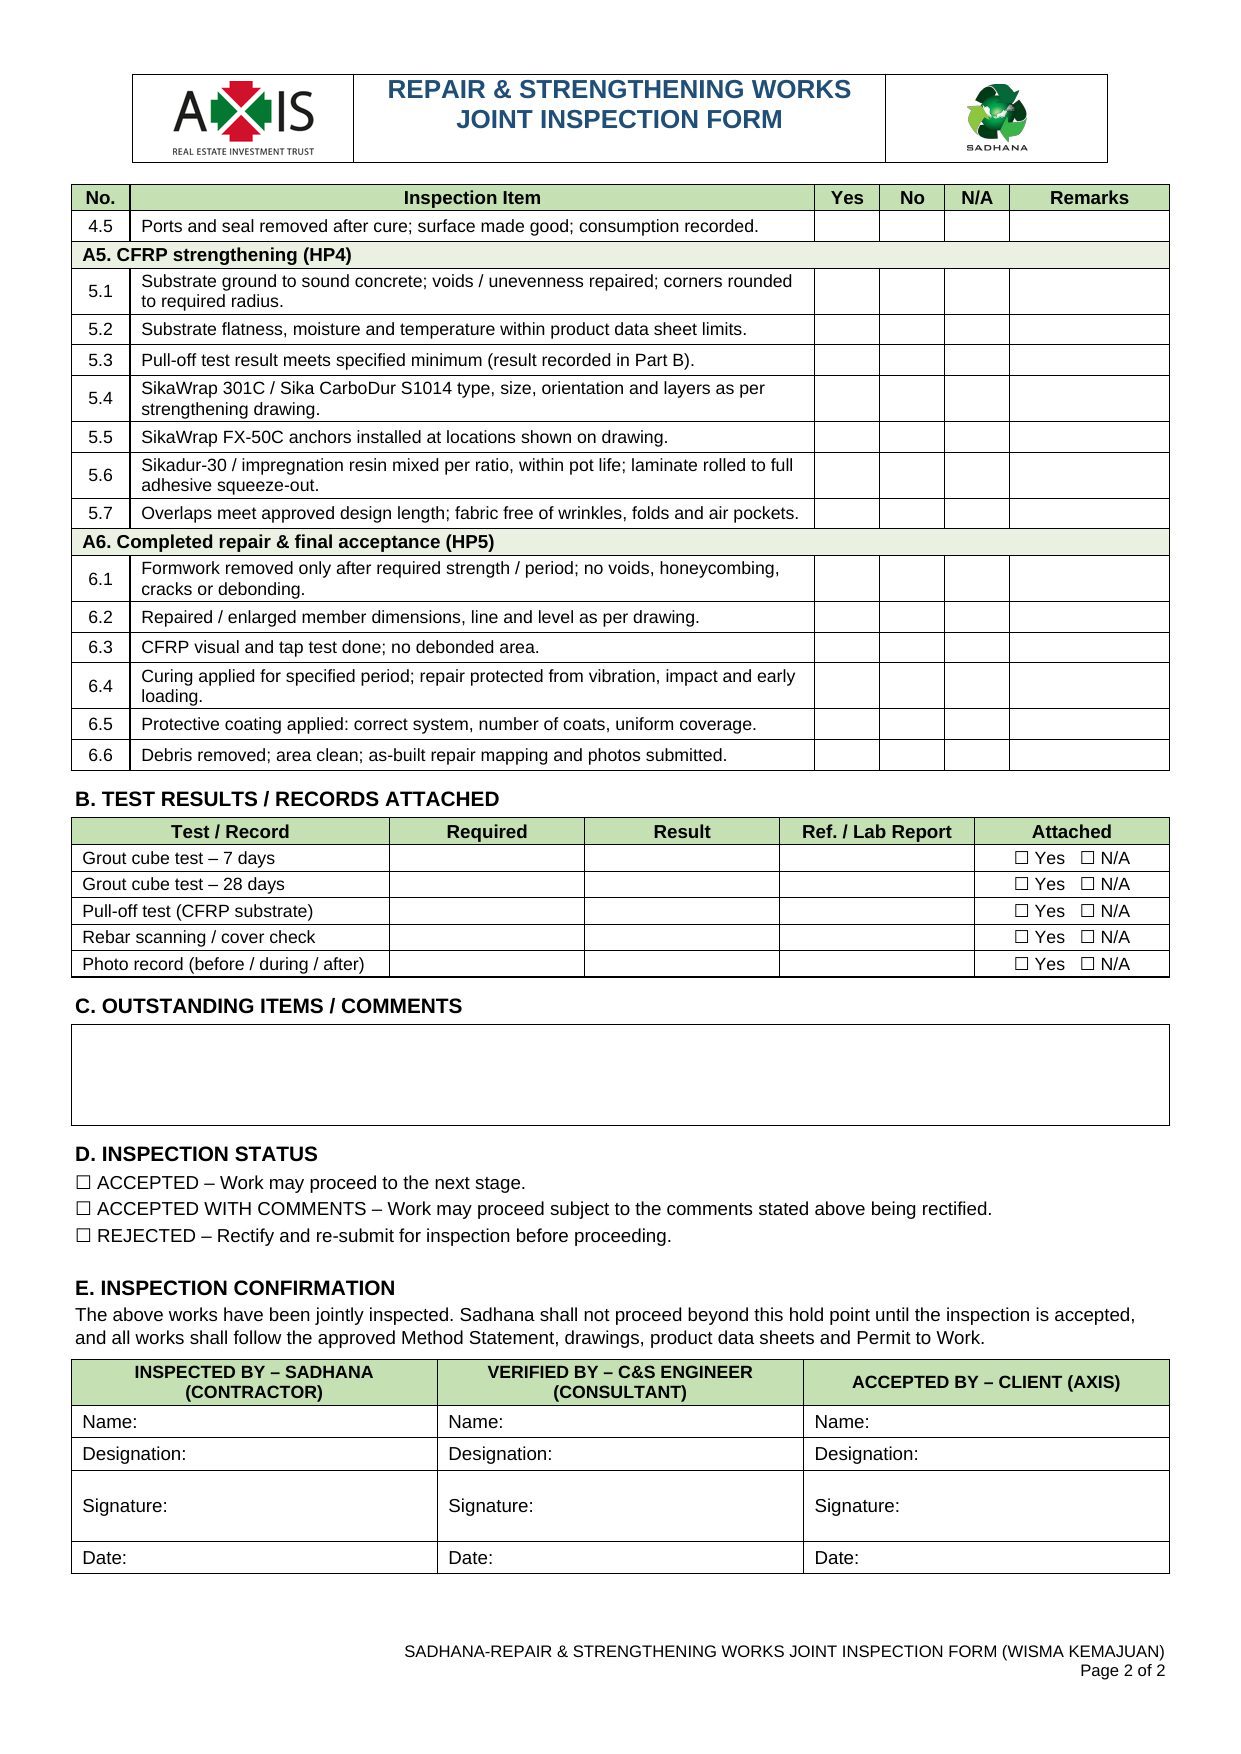 AXIS
REAL ESTATE INVESTMENT TRUST
REPAIR & STRENGTHENING WORKS
JOINT INSPECTION FORM
SADHANA
No. Inspection Item Yes No N/A Remarks
4.5 Ports and seal removed after cure; surface made good; consumption recorded.
A5. CFRP strengthening (HP4)
5.1 Substrate ground to sound concrete; voids / unevenness repaired; corners rounded
to required radius.
5.2 Substrate flatness, moisture and temperature within product data sheet limits.
5.3 Pull-off test result meets specified minimum (result recorded in Part B).
5.4 SikaWrap 301C / Sika CarboDur S1014 type, size, orientation and layers as per
strengthening drawing.
5.5 SikaWrap FX-50C anchors installed at locations shown on drawing.
5.6 Sikadur-30 / impregnation resin mixed per ratio, within pot life; laminate rolled to full
adhesive squeeze-out.
5.7 Overlaps meet approved design length; fabric free of wrinkles, folds and air pockets.
A6. Completed repair & final acceptance (HP5)
6.1 Formwork removed only after required strength / period; no voids, honeycombing,
cracks or debonding.
6.2 Repaired / enlarged member dimensions, line and level as per drawing.
6.3 CFRP visual and tap test done; no debonded area.
6.4 Curing applied for specified period; repair protected from vibration, impact and early
loading.
6.5 Protective coating applied: correct system, number of coats, uniform coverage.
6.6 Debris removed; area clean; as-built repair mapping and photos submitted.
B. TEST RESULTS / RECORDS ATTACHED
Test / Record Required Result Ref. / Lab Report Attached
Grout cube test – 7 days ☐ Yes ☐ N/A
Grout cube test – 28 days ☐ Yes ☐ N/A
Pull-off test (CFRP substrate) ☐ Yes ☐ N/A
Rebar scanning / cover check ☐ Yes ☐ N/A
Photo record (before / during / after) ☐ Yes ☐ N/A
C. OUTSTANDING ITEMS / COMMENTS
D. INSPECTION STATUS
☐ ACCEPTED – Work may proceed to the next stage.
☐ ACCEPTED WITH COMMENTS – Work may proceed subject to the comments stated above being rectified.
☐ REJECTED – Rectify and re-submit for inspection before proceeding.
E. INSPECTION CONFIRMATION
The above works have been jointly inspected. Sadhana shall not proceed beyond this hold point until the inspection is accepted,
and all works shall follow the approved Method Statement, drawings, product data sheets and Permit to Work.
INSPECTED BY – SADHANA
(CONTRACTOR)
VERIFIED BY – C&S ENGINEER
(CONSULTANT)
ACCEPTED BY – CLIENT (AXIS)
Name: Name: Name:
Designation: Designation: Designation:
Signature: Signature: Signature:
Date: Date: Date:
SADHANA-REPAIR & STRENGTHENING WORKS JOINT INSPECTION FORM (WISMA KEMAJUAN)
Page 2 of 2